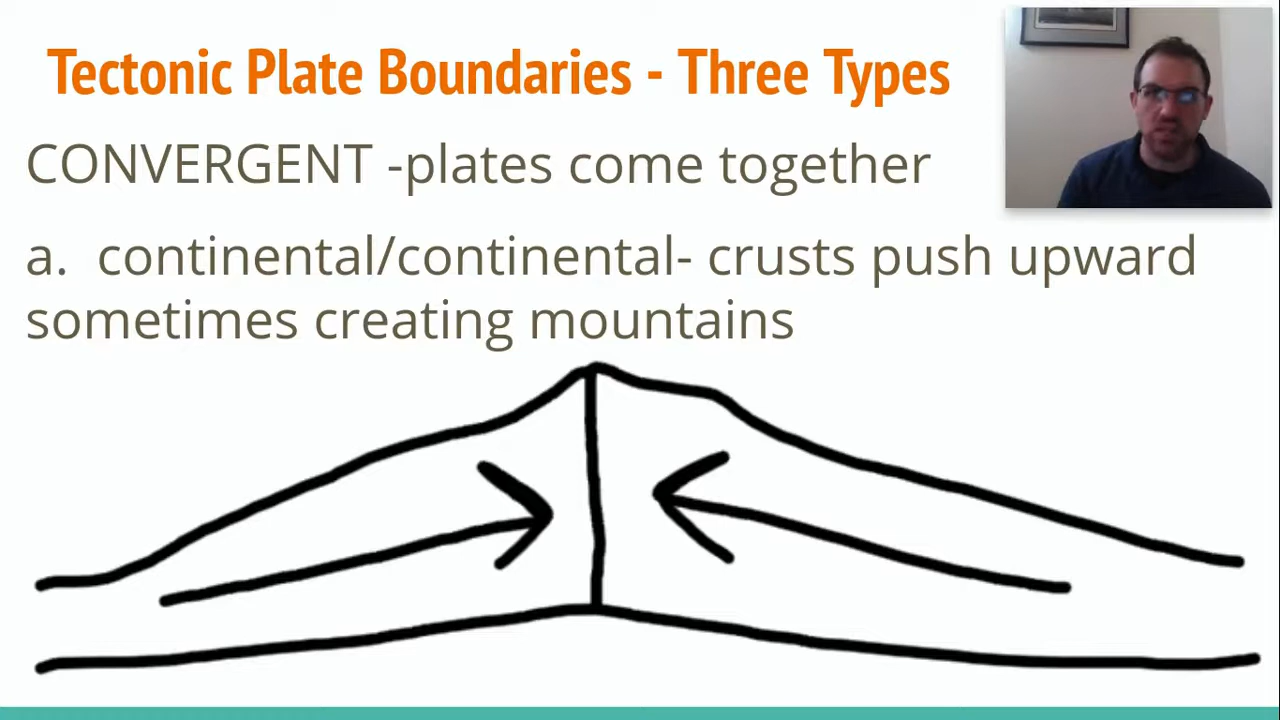 Tectonic Plate Boundaries - Three Types
CONVERGENT -plates come together
a. continental/continental- crusts push upward
sometimes creating mountains